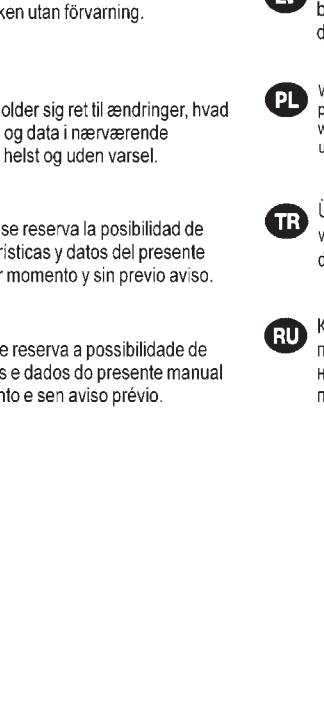 ken utan förvarning.
older sig ret til ændringer, hvad
og data i nærværende
helst og uden varsel.
se reserva la posibilidad de
rísticas y datos del presente
r momento y sin previo aviso.
e reserva a possibilidade de
s e dados do presente manual
nto e sen aviso prévio.
b
d
PL
w
u
TR
Ü
v
d
RU
К
п
н
п